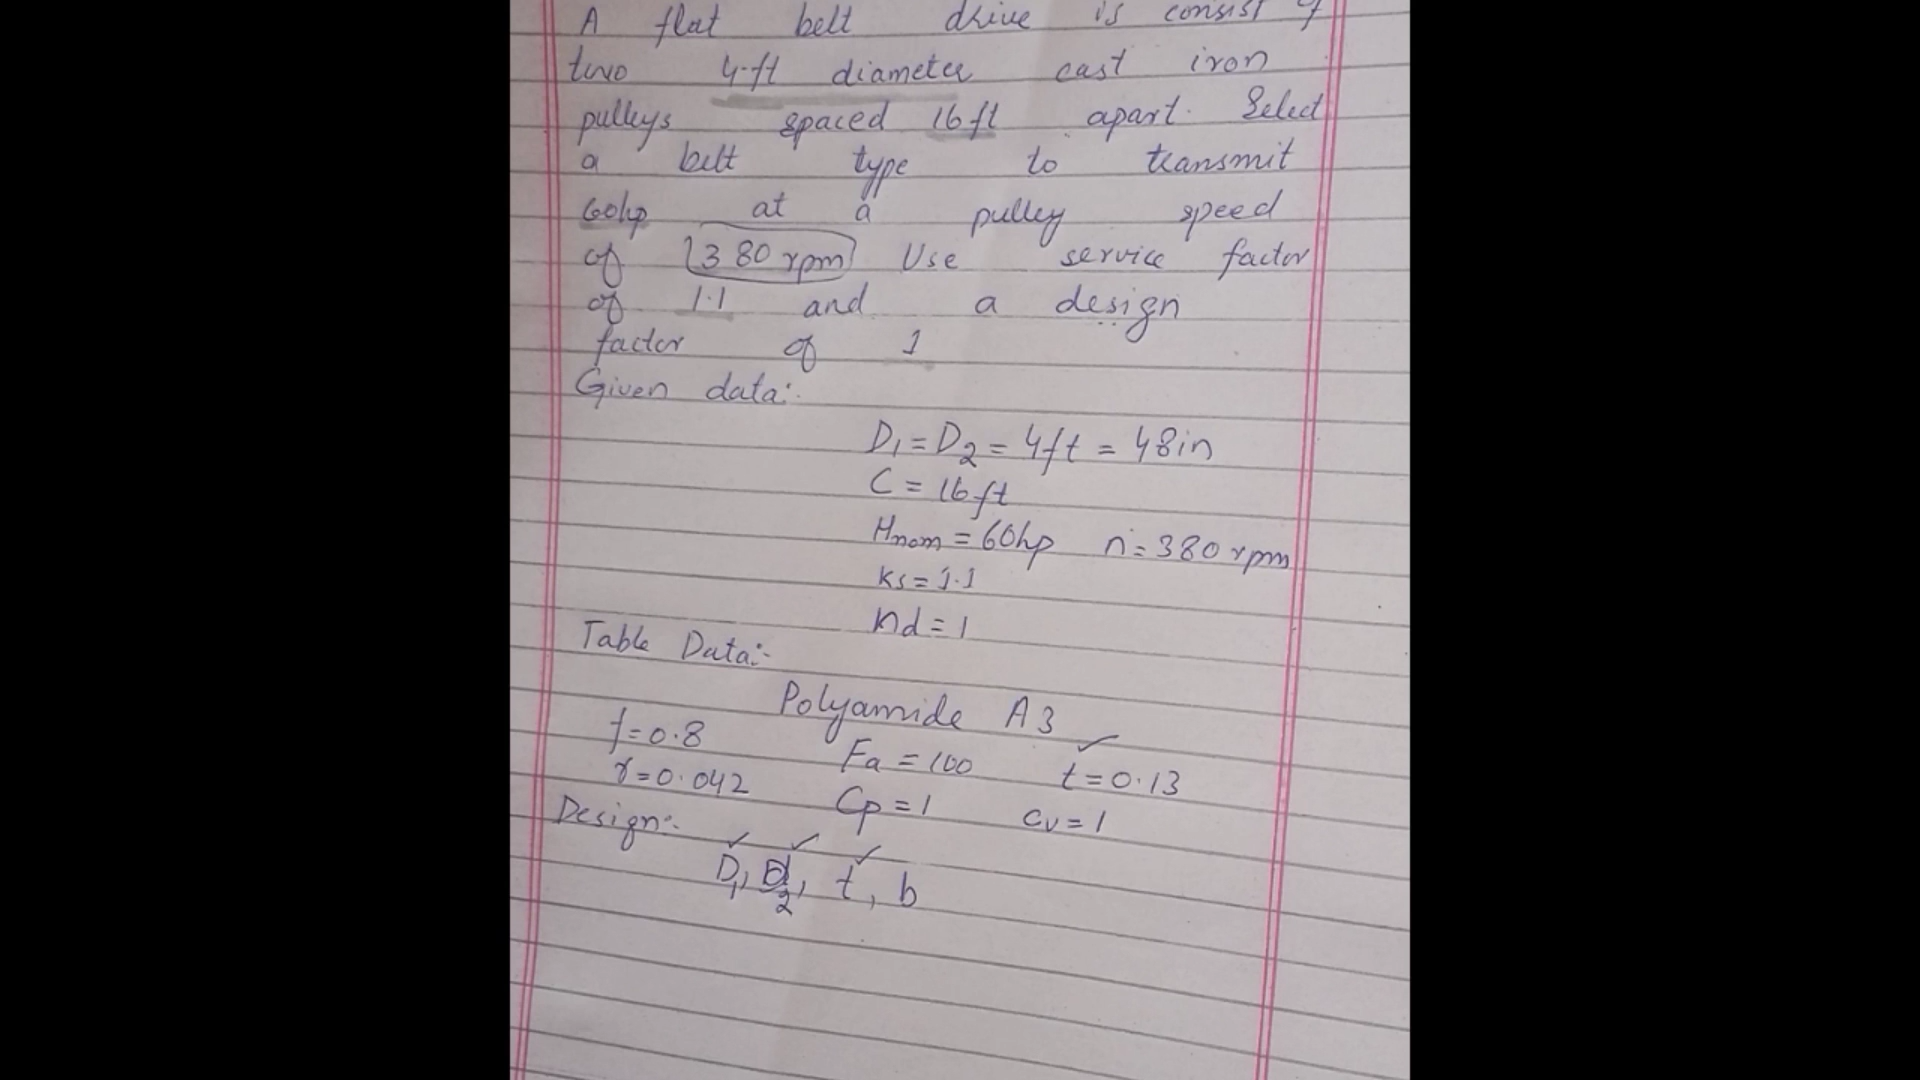 A flat belt drive is consist of
two 4-ft diameter cast iron
pulleys spaced 16ft apart. Select
a belt type to transmit
60hp at a pulley speed
of 380 rpm Use service factor
of 1.1 and a design
factor of 1
Given data:-
D1 = D2 = 4ft = 48in
C = 16ft
Hnom = 60hp n = 380 rpm
Ks = 1.1
nd = 1
Table Data:-
Polyamide A3
f = 0.8 Fa = 100 t = 0.13
γ = 0.042 Cp = 1 Cv = 1
Design:-
D1, D2, t, b